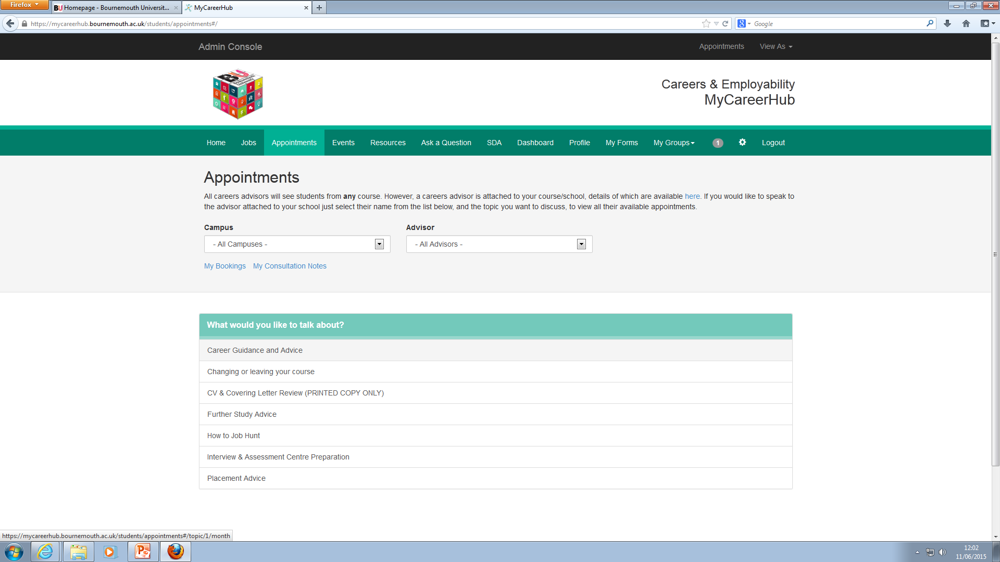 Firefox
BU Homepage - Bournemouth Universit...
MyCareerHub
https://mycareerhub.bournemouth.ac.uk/students/appointments#/
Google
Admin Console
Appointments
View As
BU
Bournemouth
University
Careers & Employability
MyCareerHub
Home
Jobs
Appointments
Events
Resources
Ask a Question
SDA
Dashboard
Profile
My Forms
My Groups
1
Logout
Appointments
All careers advisors will see students from any course. However, a careers advisor is attached to your course/school, details of which are available here. If you would like to speak to
the advisor attached to your school just select their name from the list below, and the topic you want to discuss, to view all their available appointments.
Campus
Advisor
- All Campuses -
- All Advisors -
My Bookings
My Consultation Notes
What would you like to talk about?
Career Guidance and Advice
Changing or leaving your course
CV & Covering Letter Review (PRINTED COPY ONLY)
Further Study Advice
How to Job Hunt
Interview & Assessment Centre Preparation
Placement Advice
https://mycareerhub.bournemouth.ac.uk/students/appointments#/topic/1/month
12:02
11/06/2015